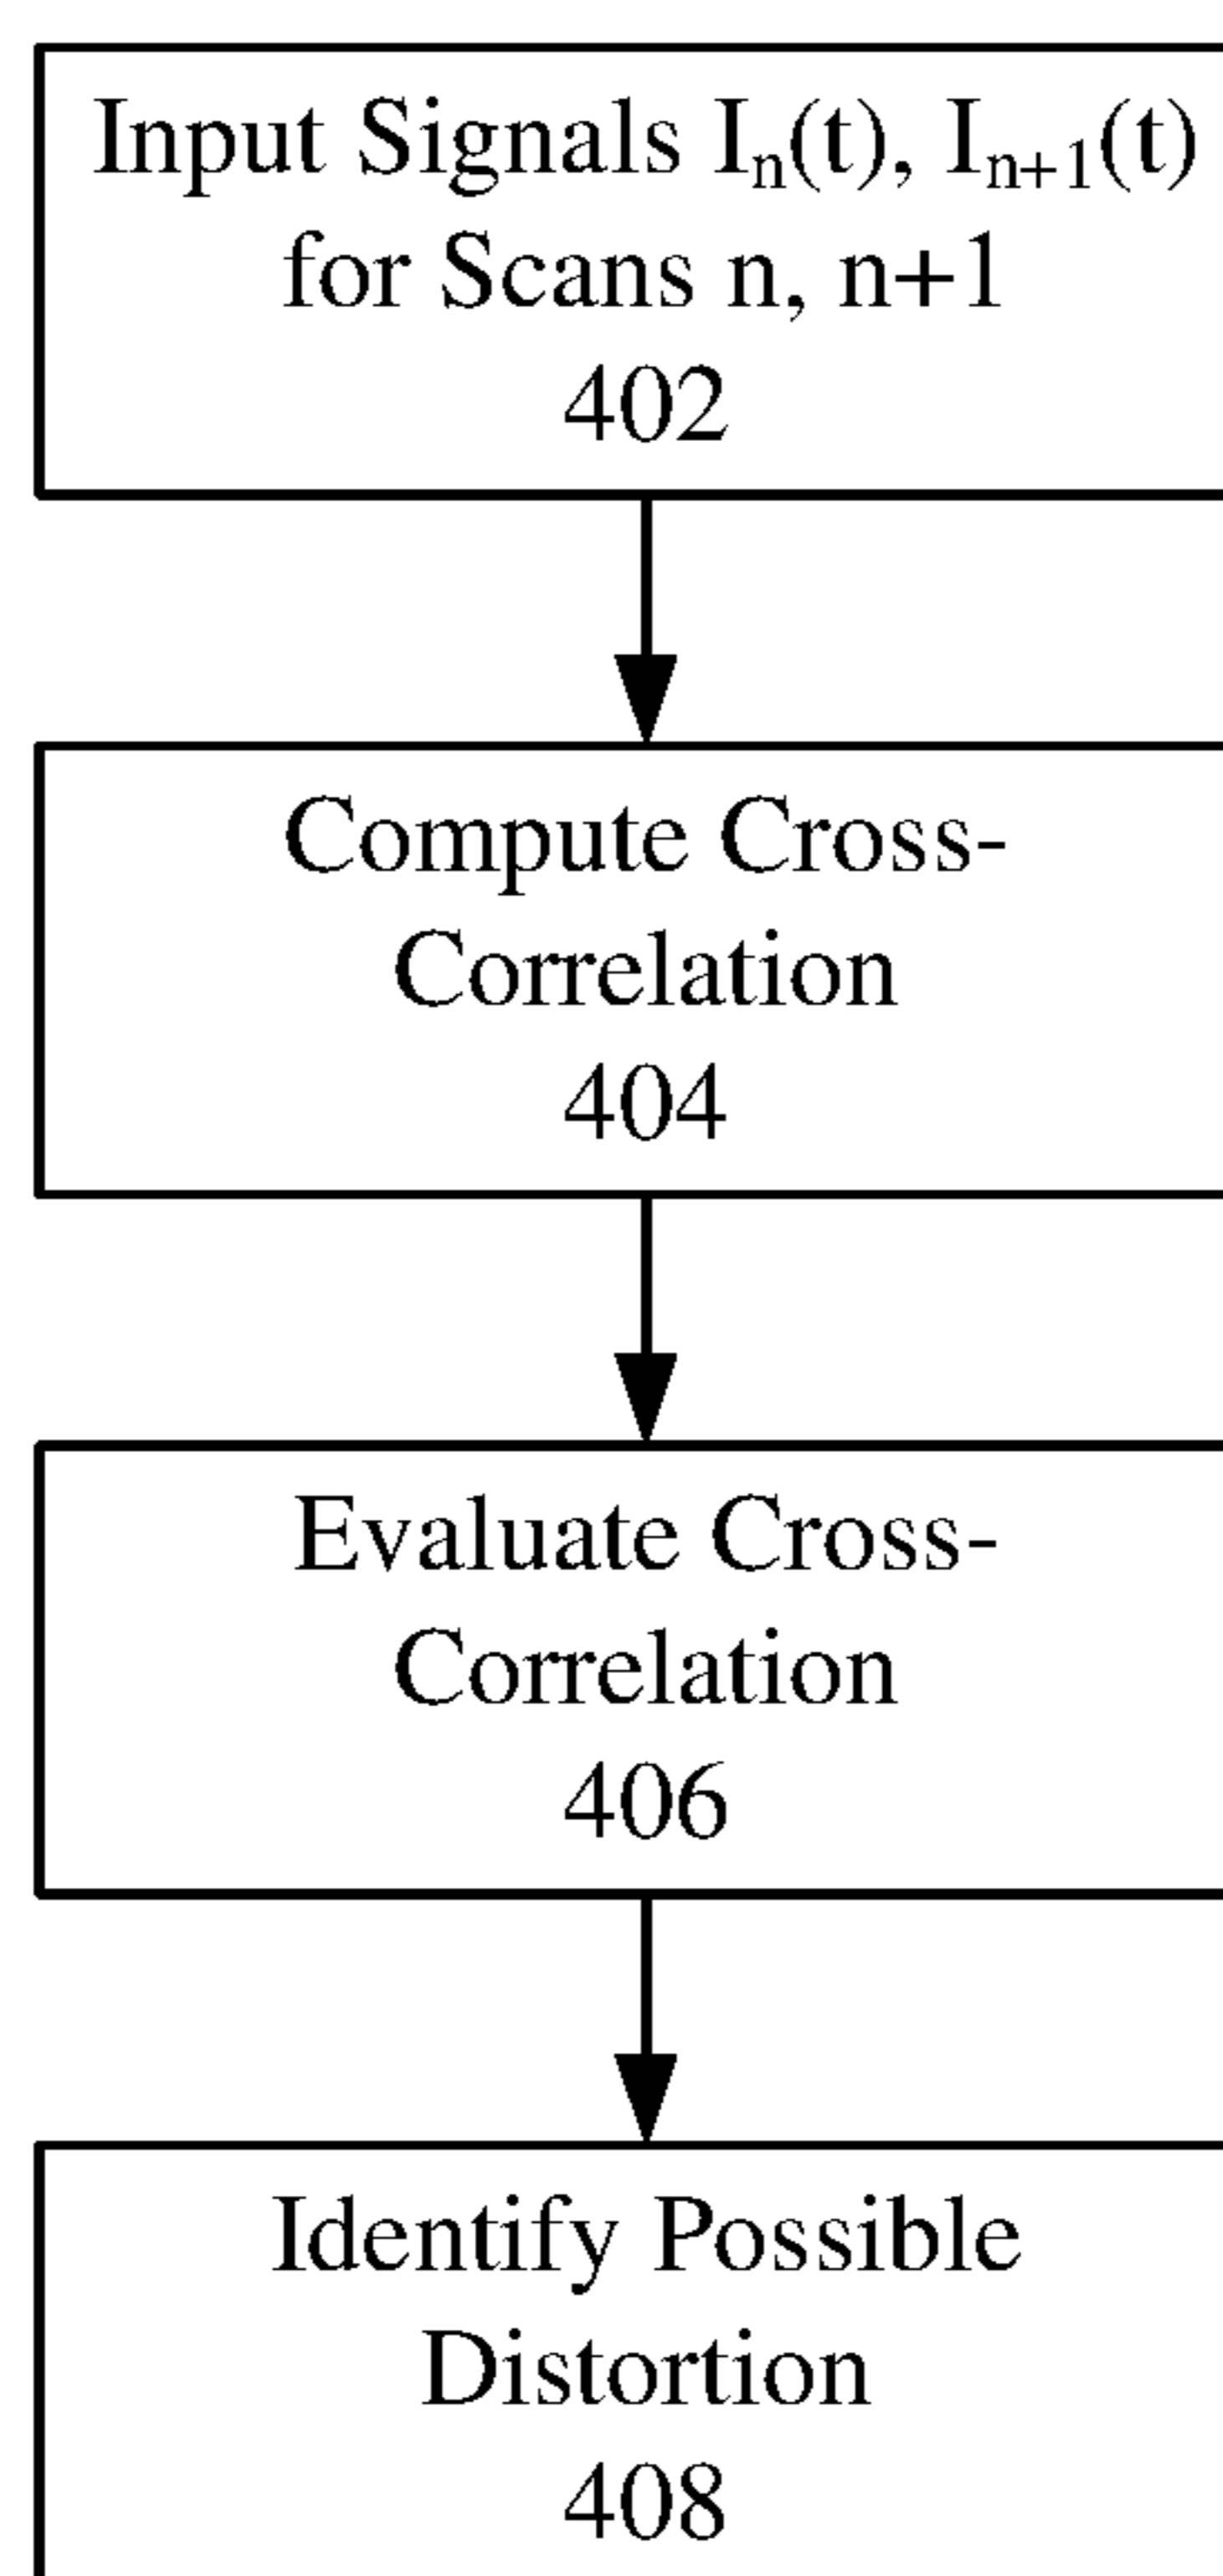 Input Signals Iₙ(t), Iₙ₊₁(t)
for Scans n, n+1
402
Compute Cross-
Correlation
404
Evaluate Cross-
Correlation
406
Identify Possible
Distortion
408